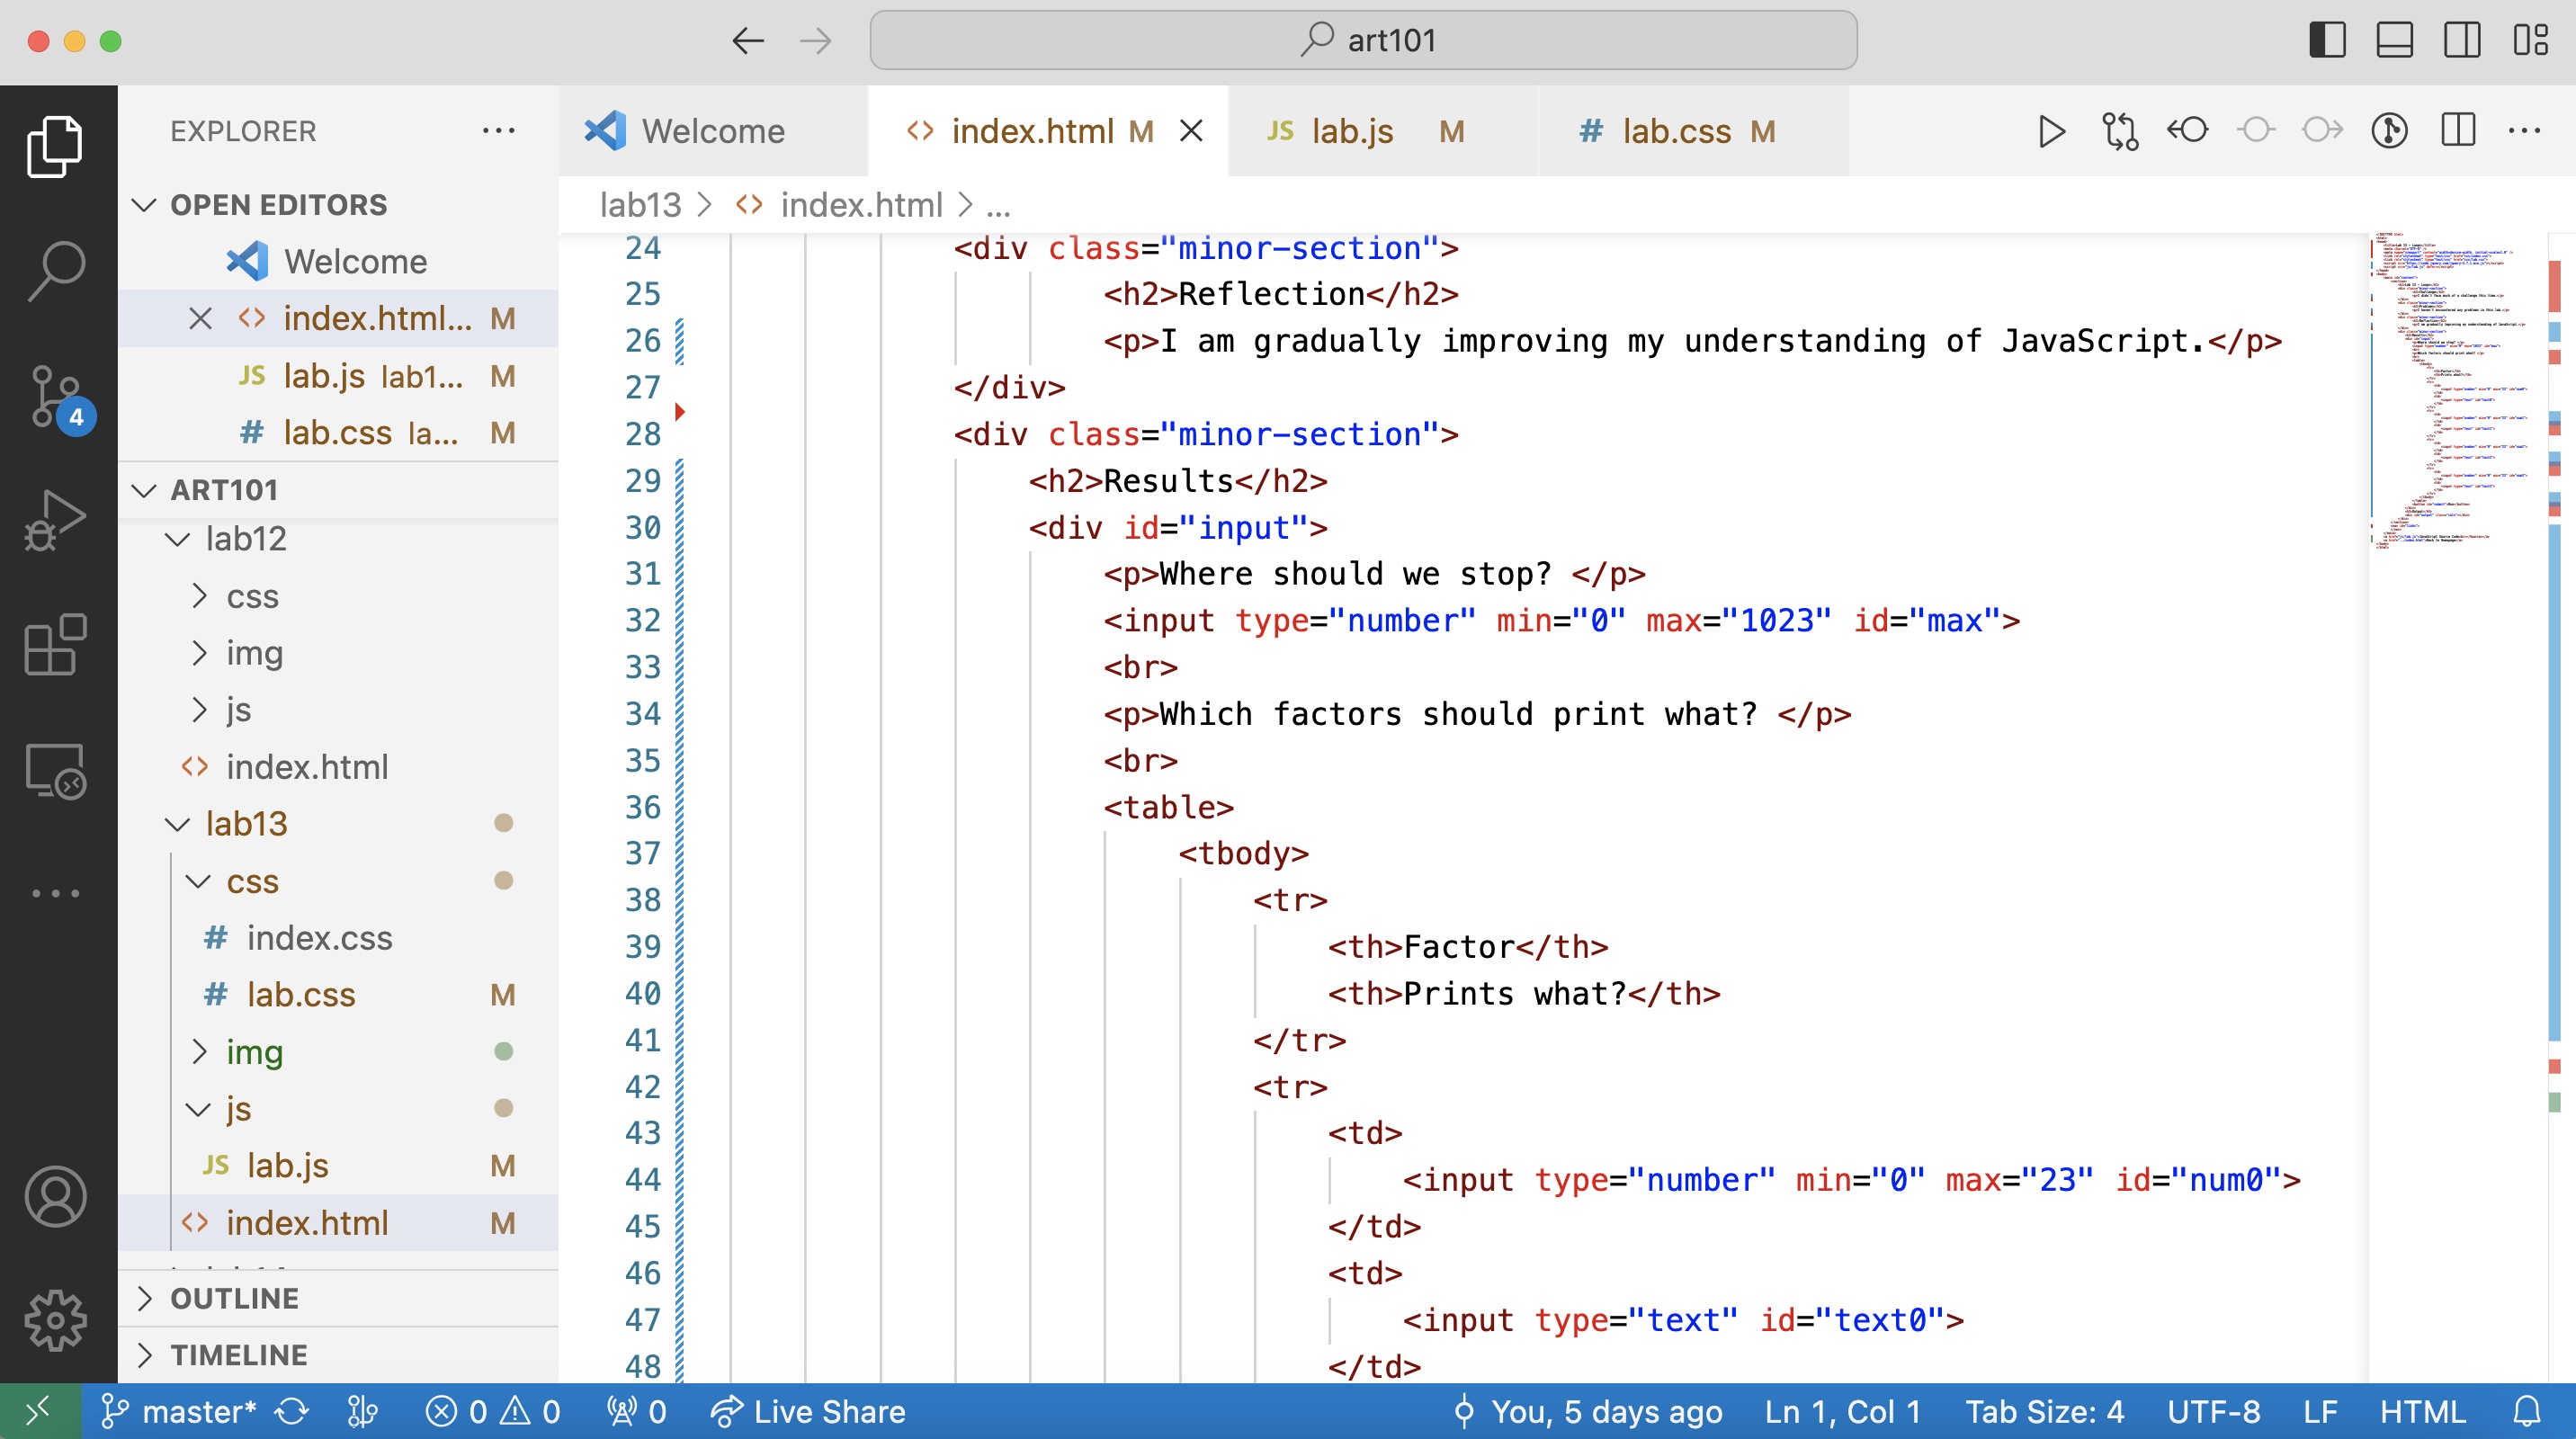 art101
EXPLORER
Welcome
index.html M
JS lab.js M
# lab.css M
OPEN EDITORS
Welcome
index.html... M
JS lab.js lab1... M
# lab.css la... M
4
ART101
lab12
css
img
js
index.html
lab13
css
# index.css
# lab.css M
img
js
JS lab.js M
index.html M
OUTLINE
TIMELINE
lab13 > index.html > ...
24 <div class="minor-section">
25 <h2>Reflection</h2>
26 <p>I am gradually improving my understanding of JavaScript.</p>
27 </div>
28 <div class="minor-section">
29 <h2>Results</h2>
30 <div id="input">
31 <p>Where should we stop? </p>
32 <input type="number" min="0" max="1023" id="max">
33 <br>
34 <p>Which factors should print what? </p>
35 <br>
36 <table>
37 <tbody>
38 <tr>
39 <th>Factor</th>
40 <th>Prints what?</th>
41 </tr>
42 <tr>
43 <td>
44 <input type="number" min="0" max="23" id="num0">
45 </td>
46 <td>
47 <input type="text" id="text0">
48 </td>
master* 0 0 0 Live Share You, 5 days ago Ln 1, Col 1 Tab Size: 4 UTF-8 LF HTML